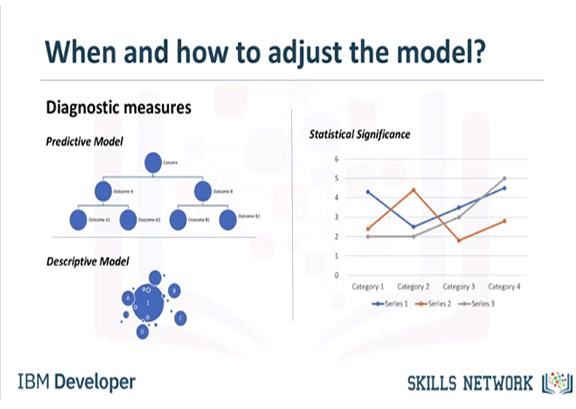 When and how to adjust the model?
Diagnostic measures
Predictive Model
Concern
Outcome A
Outcome B
Outcome A1
Outcome A2
Outcome B1
Outcome B2
Descriptive Model
A
B
1
C
D
Statistical Significance
6
5
4
3
2
1
0
Category 1 Category 2 Category 3 Category 4
Series 1 Series 2 Series 3
IBM Developer
SKILLS NETWORK